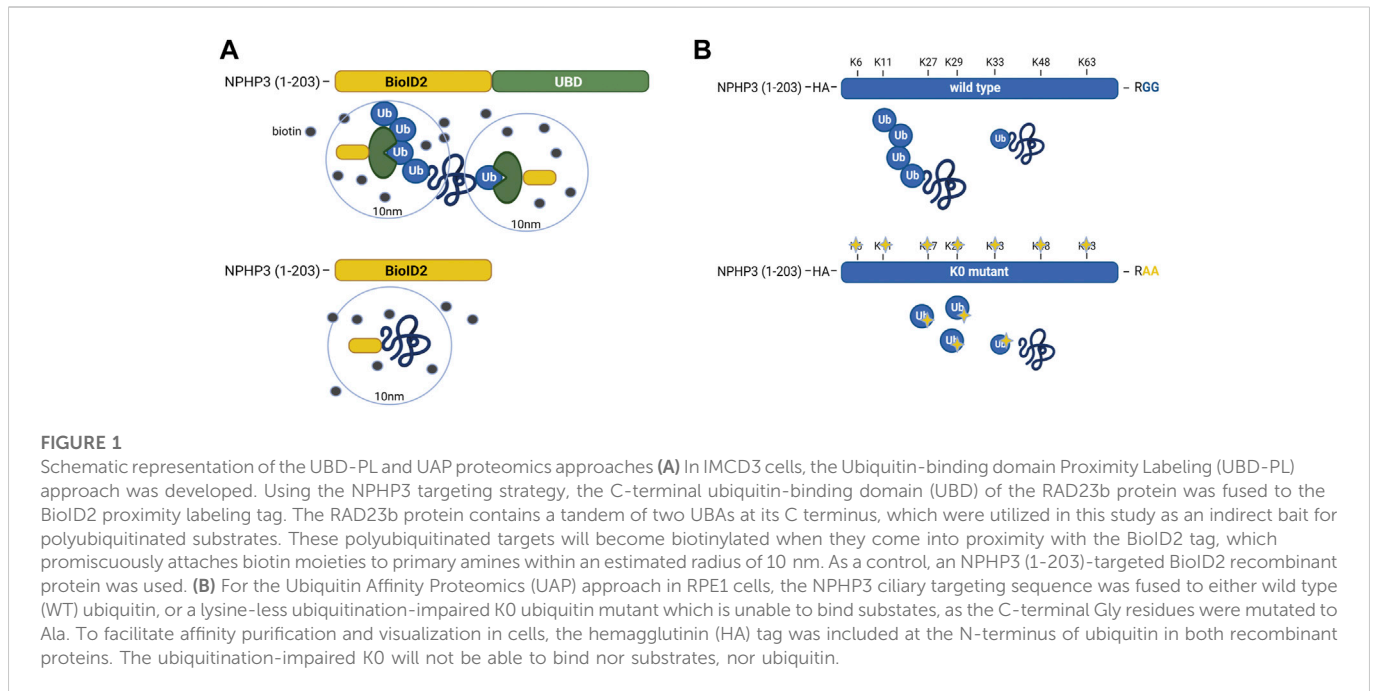 A
NPHP3 (1-203) – BioID2 UBD
biotin
Ub
Ub
Ub
Ub
Ub
10nm
10nm
NPHP3 (1-203) – BioID2
10nm
B
K6 K11 K27 K29 K33 K48 K63
NPHP3 (1-203) –HA– wild type – RGG
Ub
Ub
Ub
Ub
Ub
NPHP3 (1-203) –HA– K0 mutant – RAA
Ub
Ub
Ub
Ub
FIGURE 1
Schematic representation of the UBD-PL and UAP proteomics approaches (A) In IMCD3 cells, the Ubiquitin-binding domain Proximity Labeling (UBD-PL)
approach was developed. Using the NPHP3 targeting strategy, the C-terminal ubiquitin-binding domain (UBD) of the RAD23b protein was fused to the
BioID2 proximity labeling tag. The RAD23b protein contains a tandem of two UBAs at its C terminus, which were utilized in this study as an indirect bait for
polyubiquitinated substrates. These polyubiquitinated targets will become biotinylated when they come into proximity with the BioID2 tag, which
promiscuously attaches biotin moieties to primary amines within an estimated radius of 10 nm. As a control, an NPHP3 (1-203)-targeted BioID2 recombinant
protein was used. (B) For the Ubiquitin Affinity Proteomics (UAP) approach in RPE1 cells, the NPHP3 ciliary targeting sequence was fused to either wild type
(WT) ubiquitin, or a lysine-less ubiquitination-impaired K0 ubiquitin mutant which is unable to bind substates, as the C-terminal Gly residues were mutated to
Ala. To facilitate affinity purification and visualization in cells, the hemagglutinin (HA) tag was included at the N-terminus of ubiquitin in both recombinant
proteins. The ubiquitination-impaired K0 will not be able to bind nor substrates, nor ubiquitin.